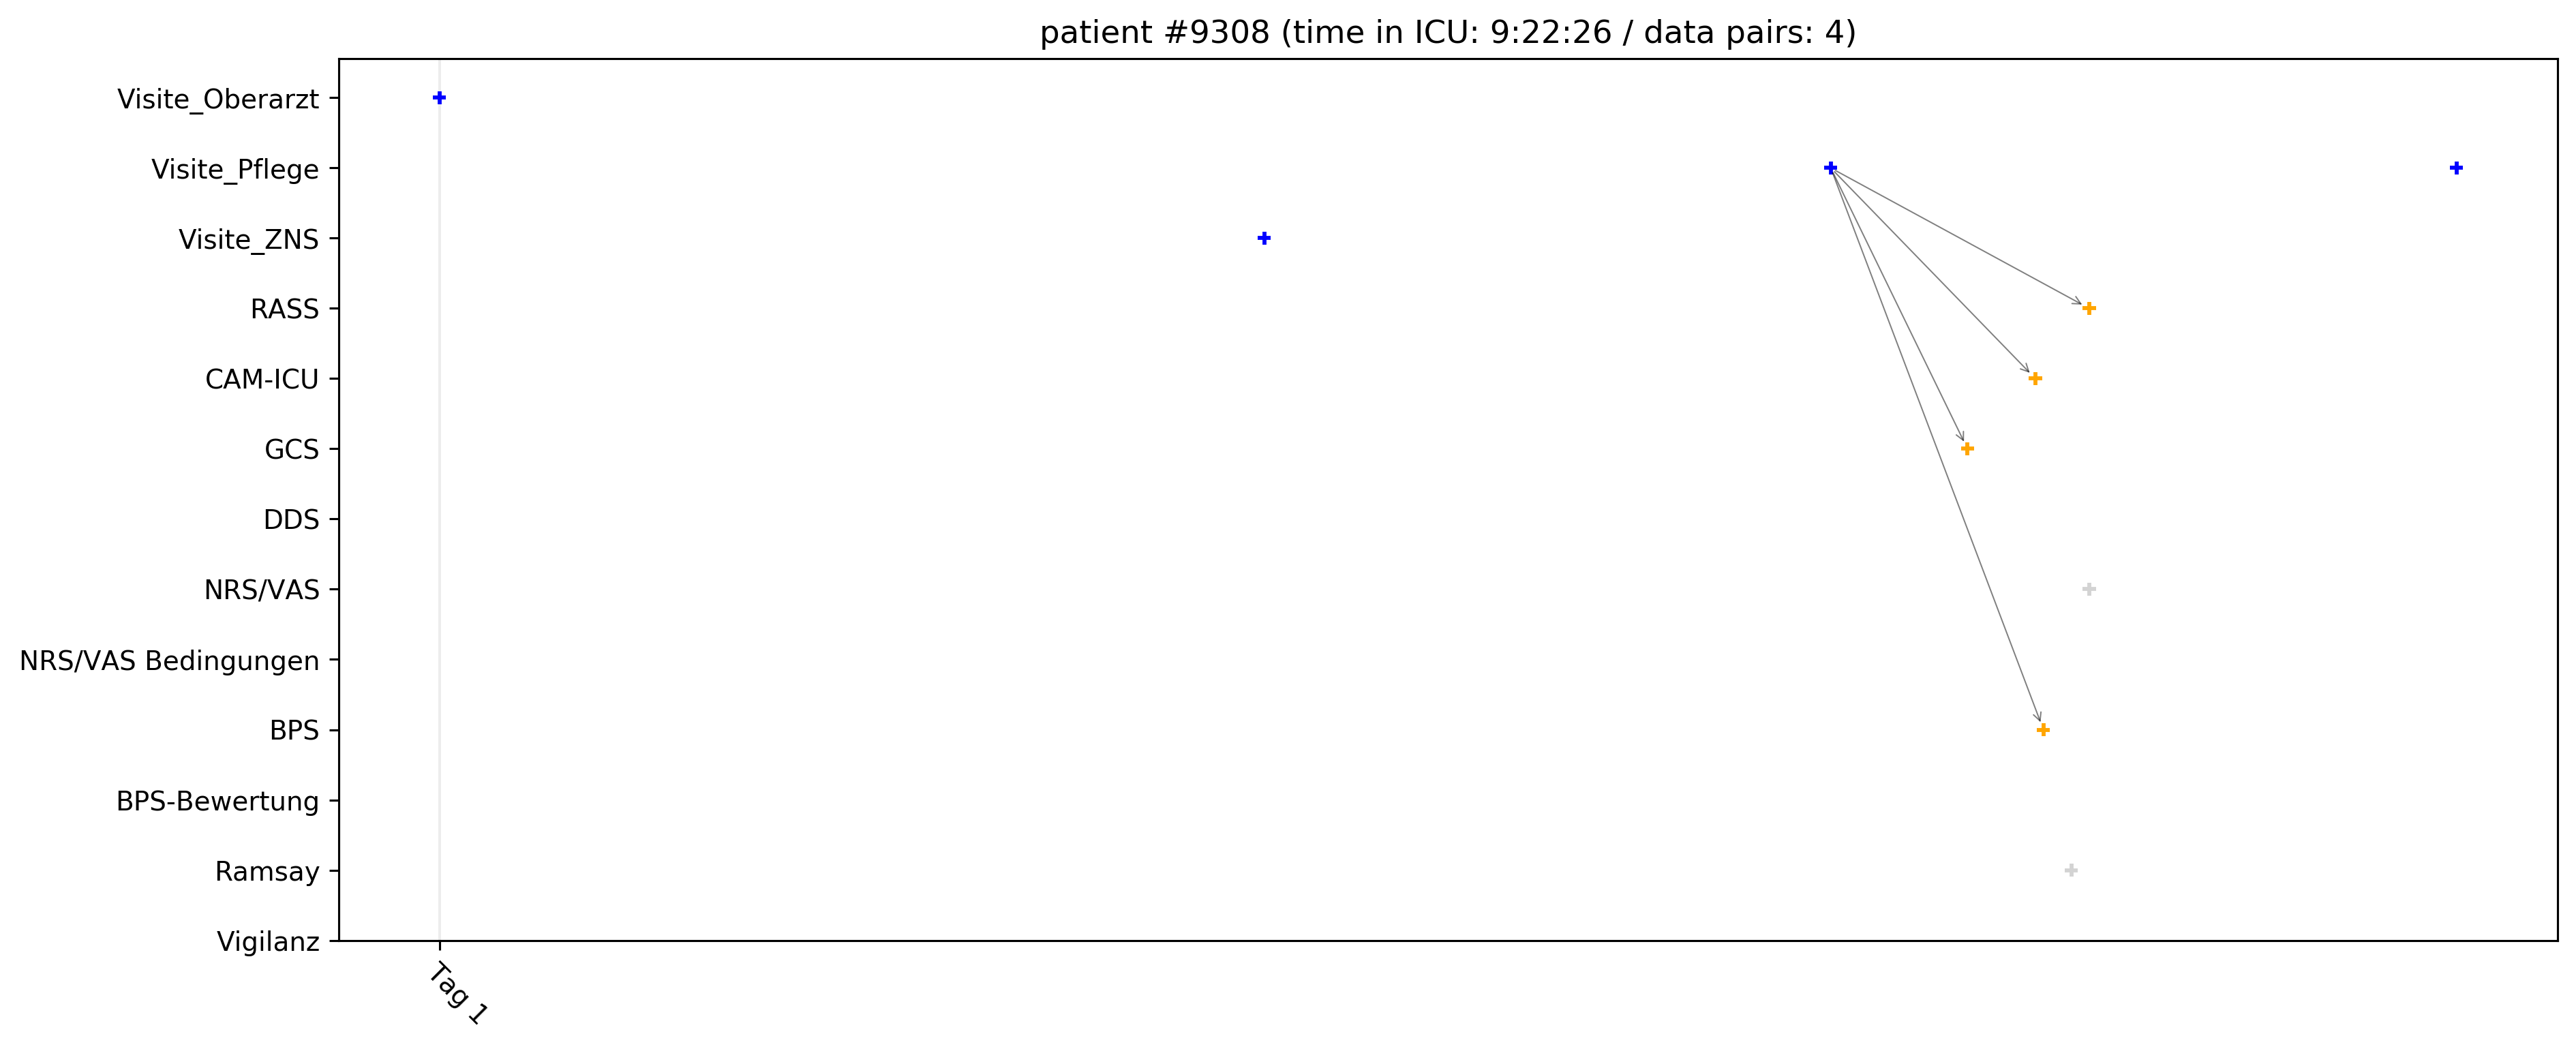 patient #9308 (time in ICU: 9:22:26 / data pairs: 4)
Visite_Oberarzt
Visite_Pflege
Visite_ZNS
RASS
CAM-ICU
GCS
DDS
NRS/VAS
NRS/VAS Bedingungen
BPS
BPS-Bewertung
Ramsay
Vigilanz
Tag 1